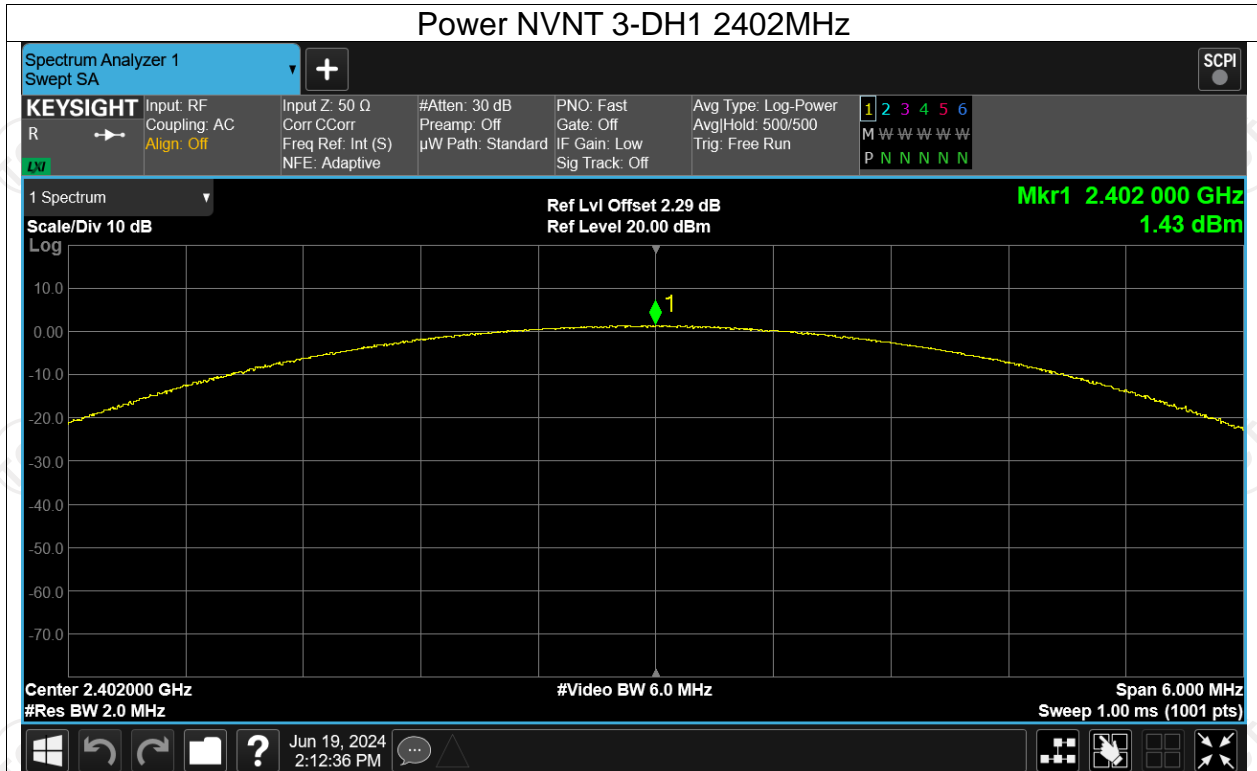 Power NVNT 3-DH1 2402MHz
Spectrum Analyzer 1
Swept SA
SCPI
KEYSIGHT
R
LXI
Input: RF
Coupling: AC
Align: Off
Input Z: 50 Ω
Corr CCorr
Freq Ref: Int (S)
NFE: Adaptive
#Atten: 30 dB
Preamp: Off
µW Path: Standard
PNO: Fast
Gate: Off
IF Gain: Low
Sig Track: Off
Avg Type: Log-Power
Avg|Hold: 500/500
Trig: Free Run
1 2 3 4 5 6
M W W W W W
P N N N N N
1 Spectrum
Scale/Div 10 dB
Ref Lvl Offset 2.29 dB
Ref Level 20.00 dBm
Mkr1 2.402 000 GHz
1.43 dBm
Log
10.0
0.00
-10.0
-20.0
-30.0
-40.0
-50.0
-60.0
-70.0
1
Center 2.402000 GHz
#Res BW 2.0 MHz
#Video BW 6.0 MHz
Span 6.000 MHz
Sweep 1.00 ms (1001 pts)
?
Jun 19, 2024
2:12:36 PM